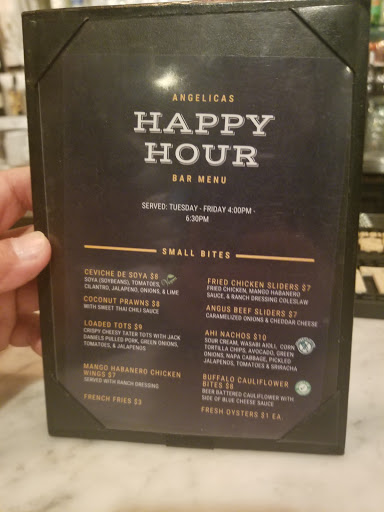 ANGELICAS
HAPPY
HOUR
BAR MENU
SERVED: TUESDAY - FRIDAY 4:00PM -
6:30PM
SMALL BITES
CEVICHE DE SOYA $8
SOYA (SOYBEANS), TOMATOES,
CILANTRO, JALAPENO, ONIONS, & LIME
COCONUT PRAWNS $8
WITH SWEET THAI CHILI SAUCE
LOADED TOTS $9
CRISPY CHEESY TATER TOTS WITH JACK
DANIELS PULLED PORK, GREEN ONIONS,
TOMATOES, & JALAPENOS
MANGO HABANERO CHICKEN
WINGS $7
SERVED WITH RANCH DRESSING
FRENCH FRIES $3
FRIED CHICKEN SLIDERS $7
FRIED CHICKEN, MANGO HABANERO
SAUCE, & RANCH DRESSING COLESLAW
ANGUS BEEF SLIDERS $7
CARAMELIZED ONIONS & CHEDDAR CHEESE
AHI NACHOS $10
SOUR CREAM, WASABI AIOLI, CORN
TORTILLA CHIPS, AVOCADO, GREEN
ONIONS, NAPA CABBAGE, PICKLED
JALAPENOS, TOMATOES & SRIRACHA
BUFFALO CAULIFLOWER
BITES $8
BEER BATTERED CAULIFLOWER WITH
SIDE OF BLUE CHEESE SAUCE
FRESH OYSTERS $1 EA